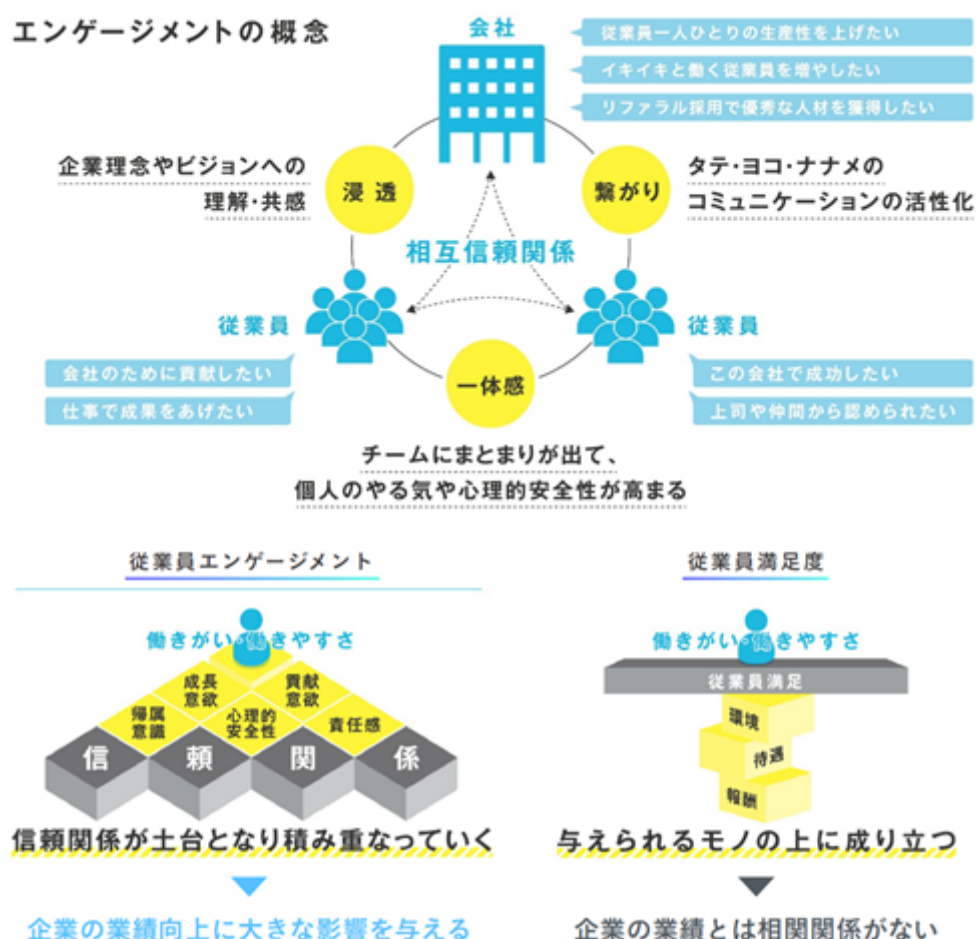 エンゲージメントの概念
会社
従業員一人ひとりの生産性を上げたい
イキイキと働く従業員を増やしたい
リファラル採用で優秀な人材を獲得したい
企業理念やビジョンへの
理解・共感
浸透
繋がり
タテ・ヨコ・ナナメの
コミュニケーションの活性化
相互信頼関係
従業員
従業員
会社のために貢献したい
仕事で成果をあげたい
一体感
この会社で成功したい
上司や仲間から認められたい
チームにまとまりが出て、
個人のやる気や心理的安全性が高まる
従業員エンゲージメント
働きがい・働きやすさ
成長
意欲
貢献
意欲
帰属
意識
心理的
安全性
責任感
信頼関係
信頼関係が土台となり積み重なっていく
企業の業績向上に大きな影響を与える
従業員満足度
働きがい・働きやすさ
従業員満足
環境
待遇
報酬
与えられるモノの上に成り立つ
企業の業績とは相関関係がない